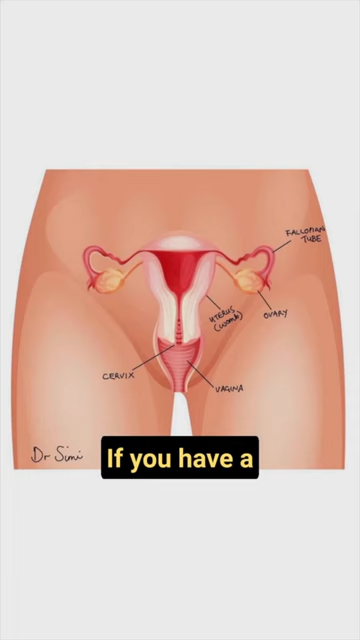 FALLOPIAN
TUBE
UTERUS
(WOMB)
OVARY
CERVIX
VAGINA
Dr Simi
If you have a